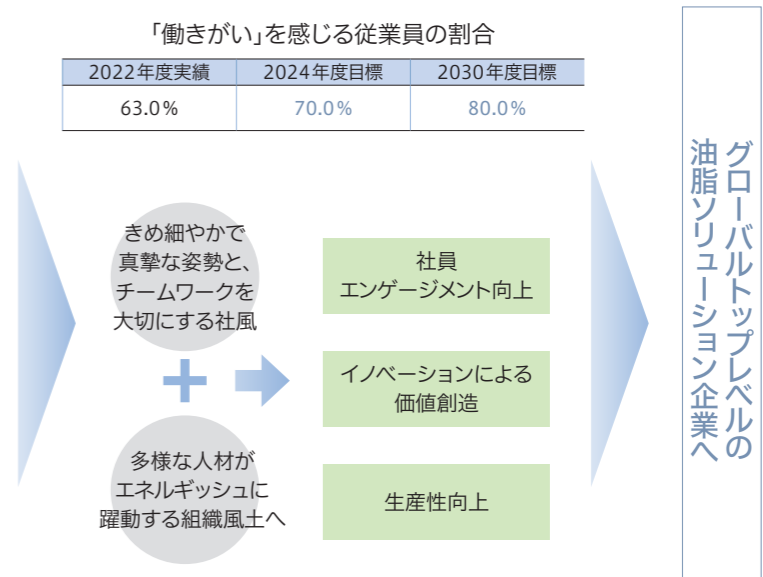 「働きがい」を感じる従業員の割合
2022年度実績 2024年度目標 2030年度目標
63.0% 70.0% 80.0%
きめ細やかで
真摯な姿勢と、
チームワークを
大切にする社風
+
多様な人材が
エネルギッシュに
躍動する組織風土へ
社員
エンゲージメント向上
イノベーションによる
価値創造
生産性向上
グローバルトップレベルの
油脂ソリューション企業へ